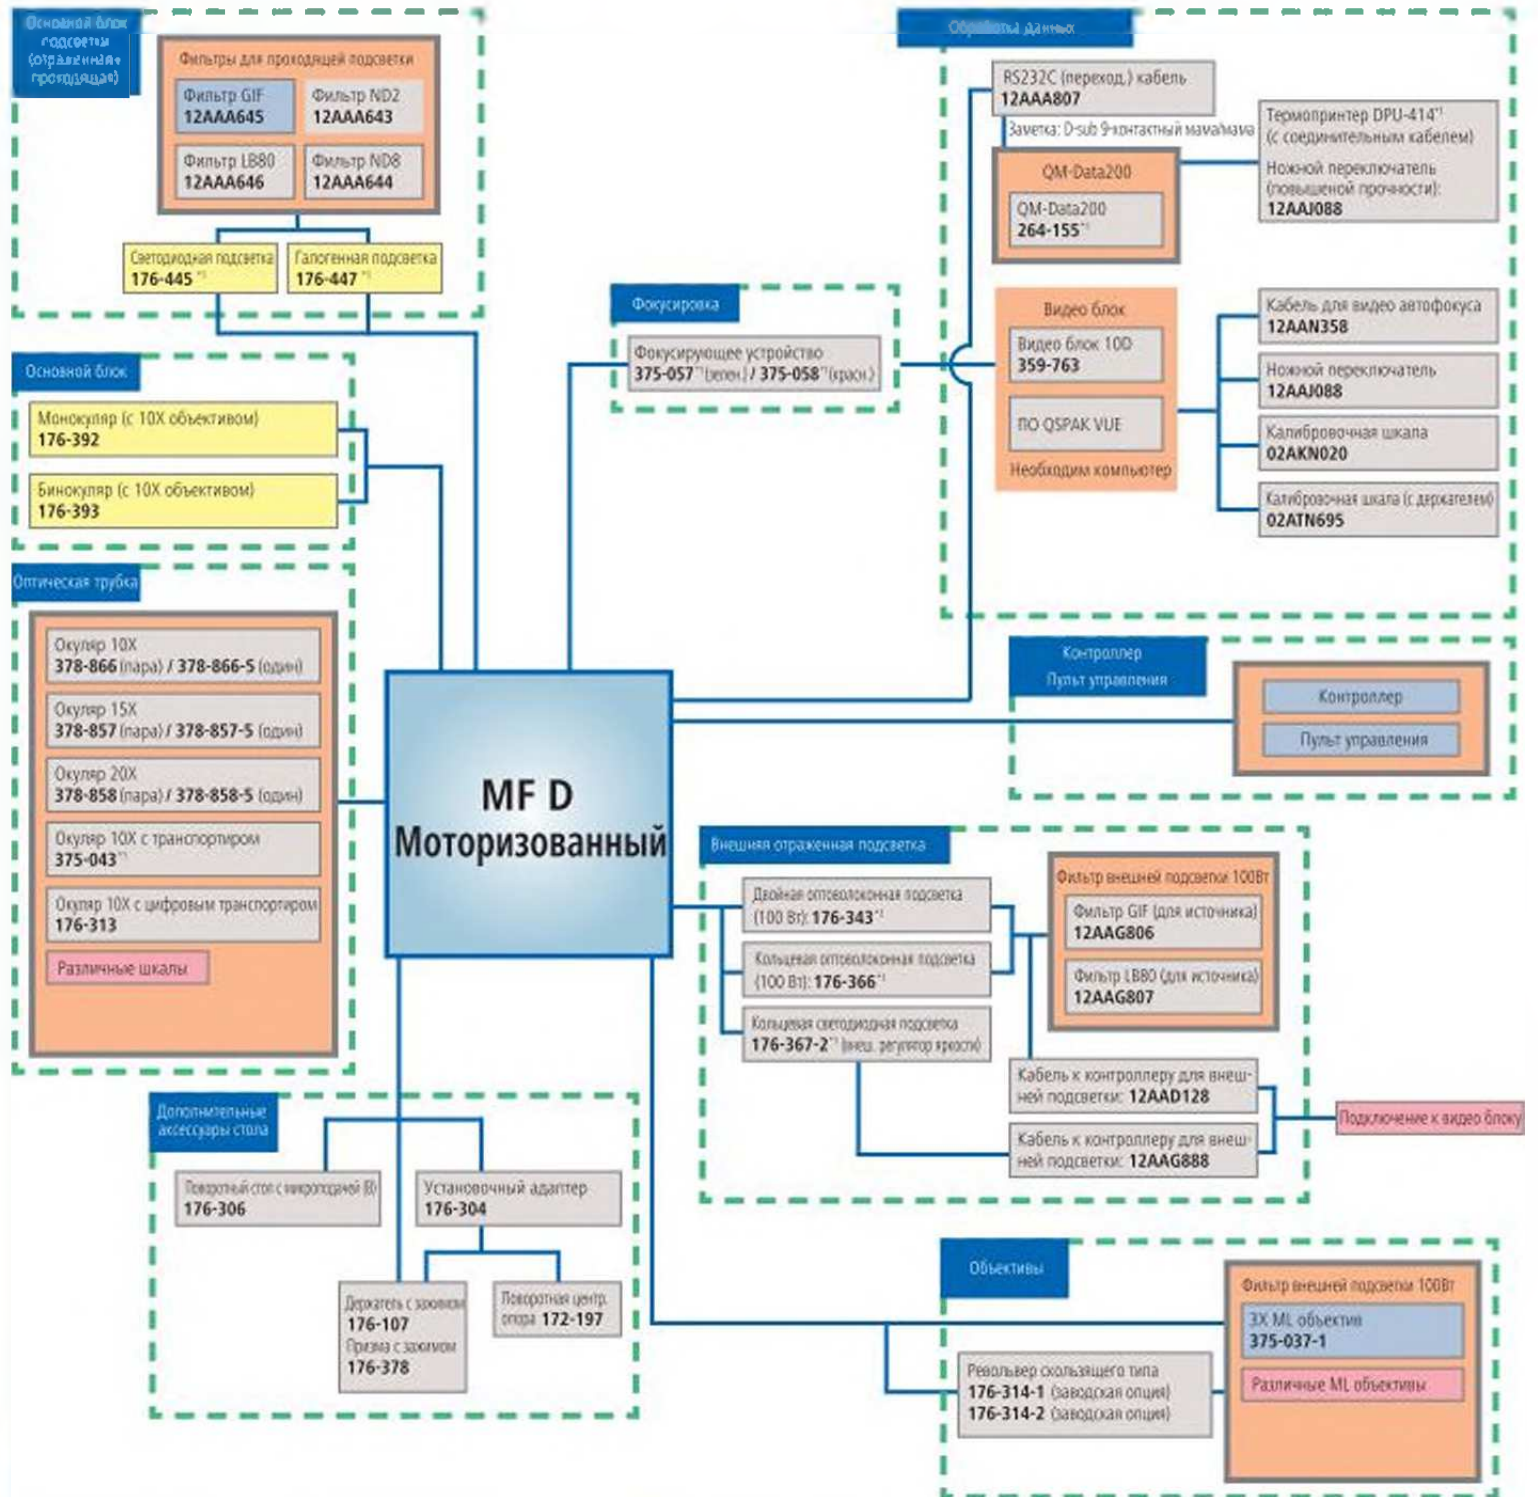 Основной блок
подсветки
(отраженная+
проходящая)
Фильтры для проходящей подсветки
Фильтр GIF
12AAA645
Фильтр ND2
12AAA643
Фильтр LB80
12AAA646
Фильтр ND8
12AAA644
Светодиодная подсветка
176-445 *1
Галогенная подсветка
176-447 *1
Основной блок
Монокуляр (с 10X объективом)
176-392
Бинокуляр (с 10X объективом)
176-393
Оптическая трубка
Окуляр 10X
378-866 (пара) / 378-866-5 (один)
Окуляр 15X
378-857 (пара) / 378-857-5 (один)
Окуляр 20X
378-858 (пара) / 378-858-5 (один)
Окуляр 10X с транспортиром
375-043*1
Окуляр 10X с цифровым транспортиром
176-313
Различные шкалы
Фокусировка
Фокусирующее устройство
375-057*1 (зелен.) / 375-058*1 (красн.)
Обработка данных
RS232C (переход.) кабель
12AAA807
Заметка: D-sub 9-контактный мама/мама
QM-Data200
QM-Data200
264-155*1
Термопринтер DPU-414*1
(с соединительным кабелем)
Ножной переключатель
(повышеной прочности):
12AAJ088
Видео блок
Видео блок 10D
359-763
ПО QSPAK VUE
Необходим компьютер
Кабель для видео автофокуса
12AAN358
Ножной переключатель
12AAJ088
Калибровочная шкала
02AKN020
Калибровочная шкала (с держателем)
02ATN695
Контроллер
Пульт управления
Контроллер
Пульт управления
MF D
Моторизованный
Внешняя отраженная подсветка
Двойная оптоволоконная подсветка
(100 Вт): 176-343*1
Кольцевая оптоволоконная подсветка
(100 Вт): 176-366*1
Кольцевая светодиодная подсветка
176-367-2*1 (внеш. регулятор яркости)
Фильтр внешней подсветки 100Вт
Фильтр GIF (для источника)
12AAG806
Фильтр LB80 (для источника)
12AAG807
Кабель к контроллеру для внеш-
ней подсветки: 12AAD128
Кабель к контроллеру для внеш-
ней подсветки: 12AAG888
Подключение к видео блоку
Дополнительные
аксессуары стола
Поворотный стол с микроподачей (B)
176-306
Установочный адаптер
176-304
Держатель с зажимом
176-107
Призма с зажимом
176-378
Поворотная центр.
опора 172-197
Объективы
Револьвер скользящего типа
176-314-1 (заводская опция)
176-314-2 (заводская опция)
Фильтр внешней подсветки 100Вт
3X ML объектив
375-037-1
Различные ML объективы